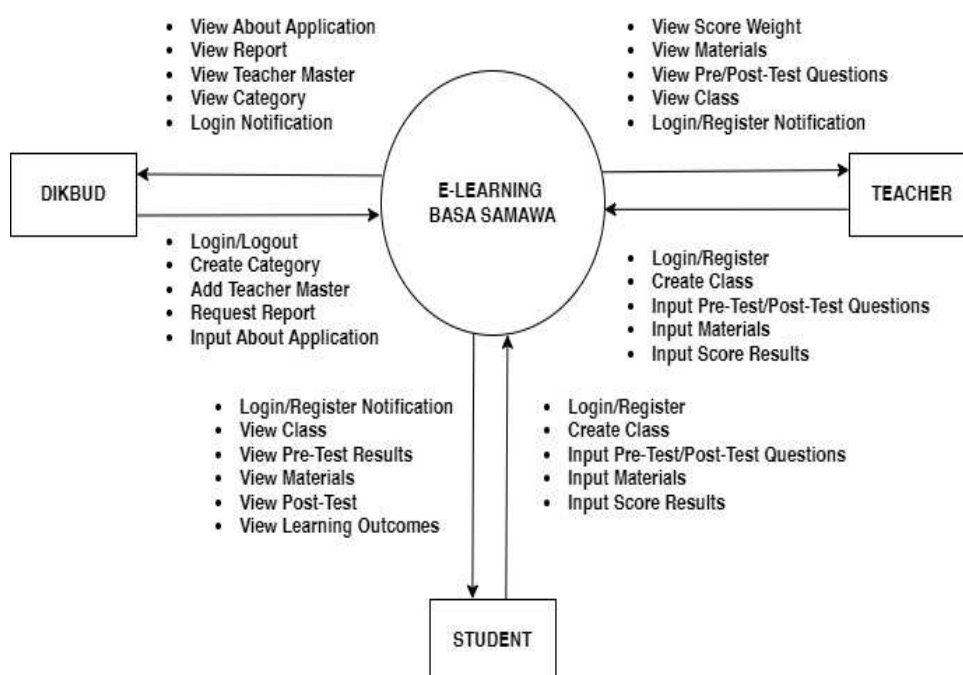 • View About Application
• View Report
• View Teacher Master
• View Category
• Login Notification
• View Score Weight
• View Materials
• View Pre/Post-Test Questions
• View Class
• Login/Register Notification
DIKBUD
E-LEARNING
BASA SAMAWA
TEACHER
• Login/Logout
• Create Category
• Add Teacher Master
• Request Report
• Input About Application
• Login/Register
• Create Class
• Input Pre-Test/Post-Test Questions
• Input Materials
• Input Score Results
• Login/Register Notification
• View Class
• View Pre-Test Results
• View Materials
• View Post-Test
• View Learning Outcomes
• Login/Register
• Create Class
• Input Pre-Test/Post-Test Questions
• Input Materials
• Input Score Results
STUDENT